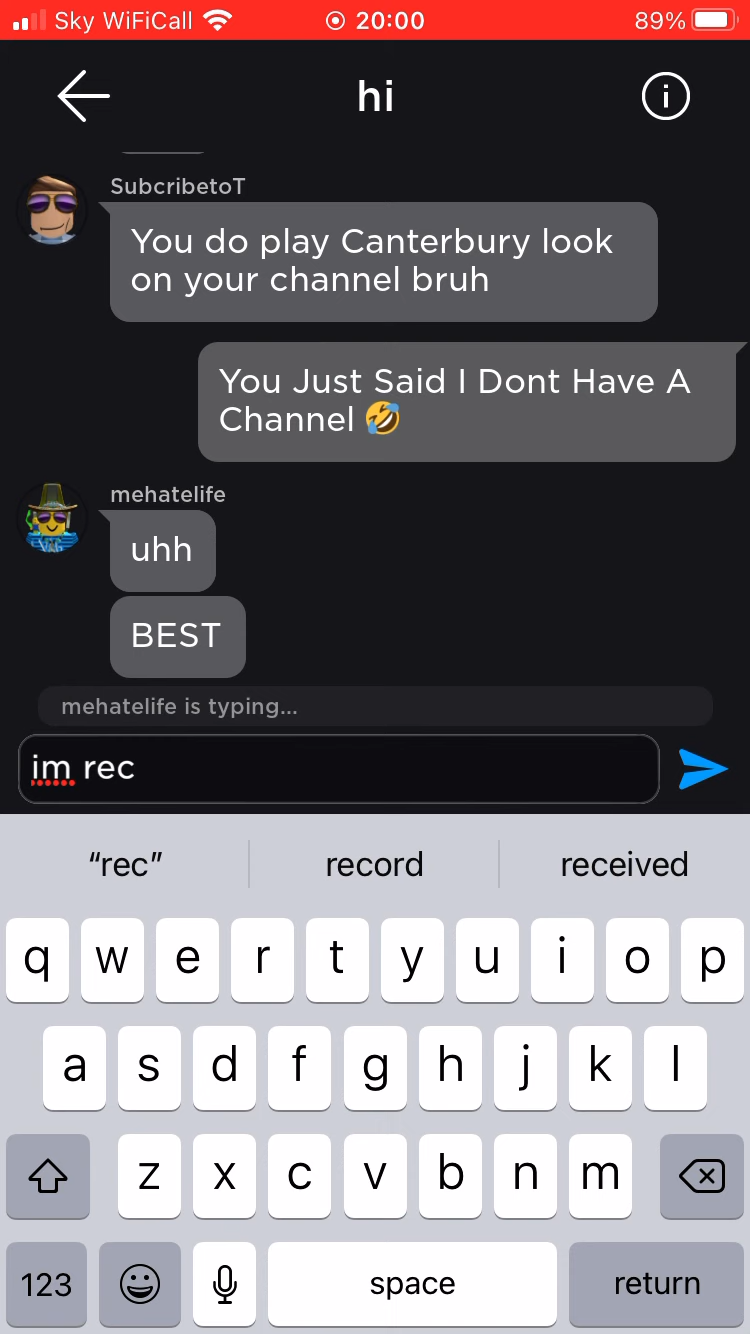 Sky WiFiCall 20:00 89%
hi
SubcribetoT
You do play Canterbury look
on your channel bruh
You Just Said I Dont Have A
Channel 🤣
mehatelife
uhh
BEST
mehatelife is typing...
im rec
“rec” record received
q w e r t y u i o p
a s d f g h j k l
z x c v b n m
123 space return